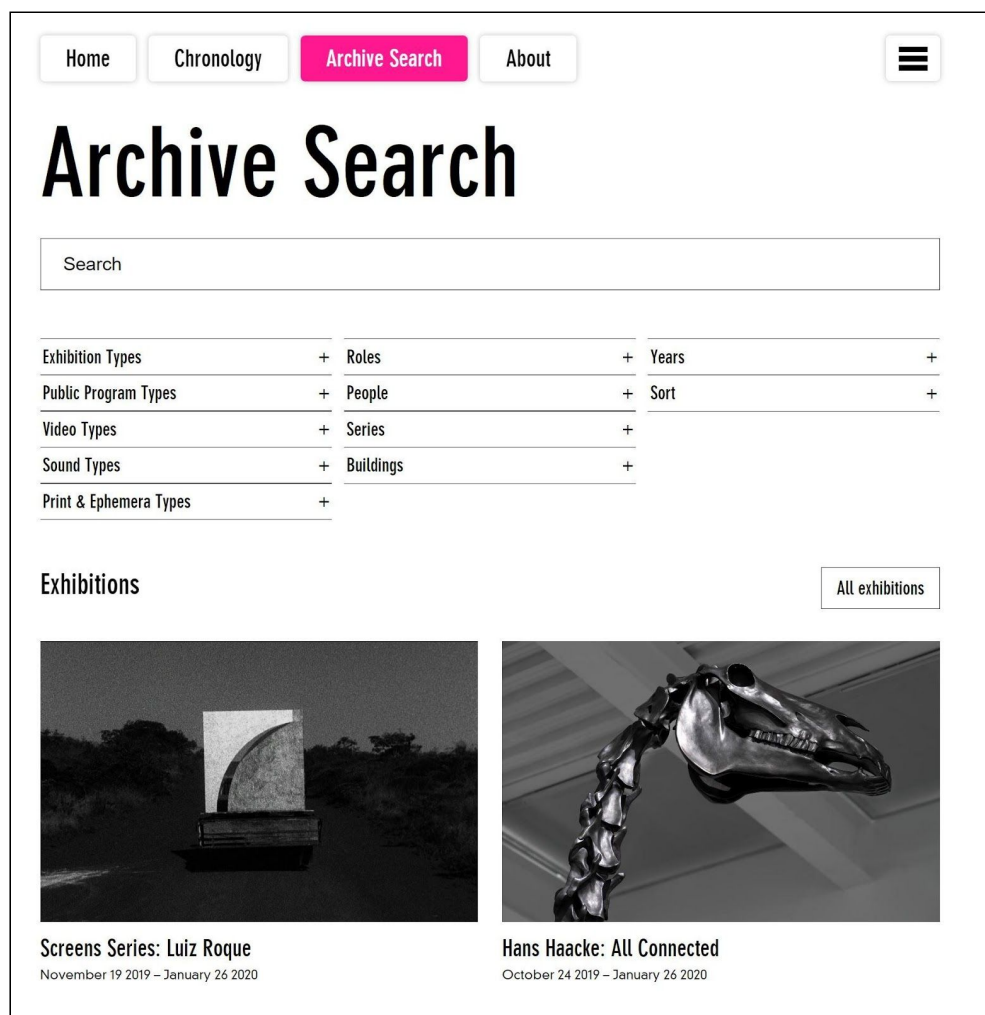 Home Chronology Archive Search About
Archive Search
Search
Exhibition Types +
Public Program Types +
Video Types +
Sound Types +
Print & Ephemera Types +
Roles +
People +
Series +
Buildings +
Years +
Sort +
Exhibitions
All exhibitions
Screens Series: Luiz Roque
November 19 2019 – January 26 2020
Hans Haacke: All Connected
October 24 2019 – January 26 2020